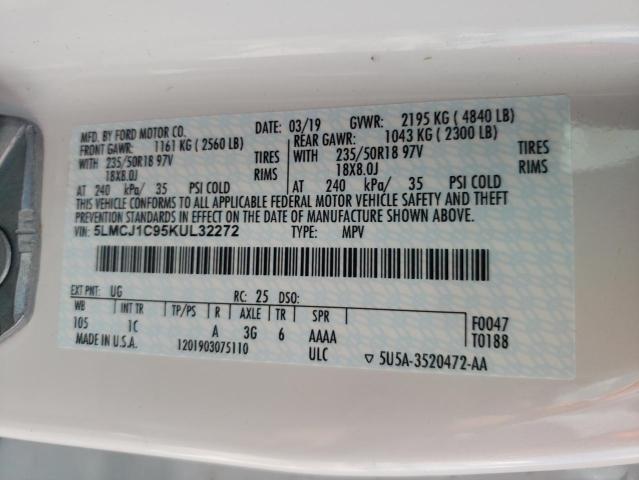 MFD. BY FORD MOTOR CO. DATE: 03/19 GVWR: 2195 KG ( 4840 LB)
FRONT GAWR: 1161 KG ( 2560 LB) REAR GAWR: 1043 KG ( 2300 LB)
WITH 235/50R18 97V TIRES WITH 235/50R18 97V TIRES
18X8.0J RIMS 18X8.0J RIMS
AT 240 kPa/ 35 PSI COLD AT 240 kPa/ 35 PSI COLD
THIS VEHICLE CONFORMS TO ALL APPLICABLE FEDERAL MOTOR VEHICLE SAFETY AND THEFT
PREVENTION STANDARDS IN EFFECT ON THE DATE OF MANUFACTURE SHOWN ABOVE.
VIN: 5LMCJ1C95KUL32272 TYPE: MPV
EXT PNT: UG RC: 25 DSO:
WB INT TR TP/PS R AXLE TR SPR F0047
105 1C A 3G 6 AAAA T0188
MADE IN U.S.A. 1201903075110 ULC ▽ 5U5A-3520472-AA